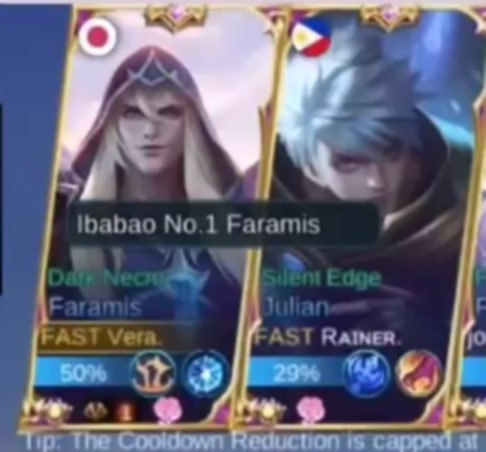 Ibabao No.1 Faramis
Dark Necro
Silent Edge
Faramis
Julian
FAST Vera.
FAST RAINER.
jo
50%
29%
Tip: The Cooldown Reduction is capped at